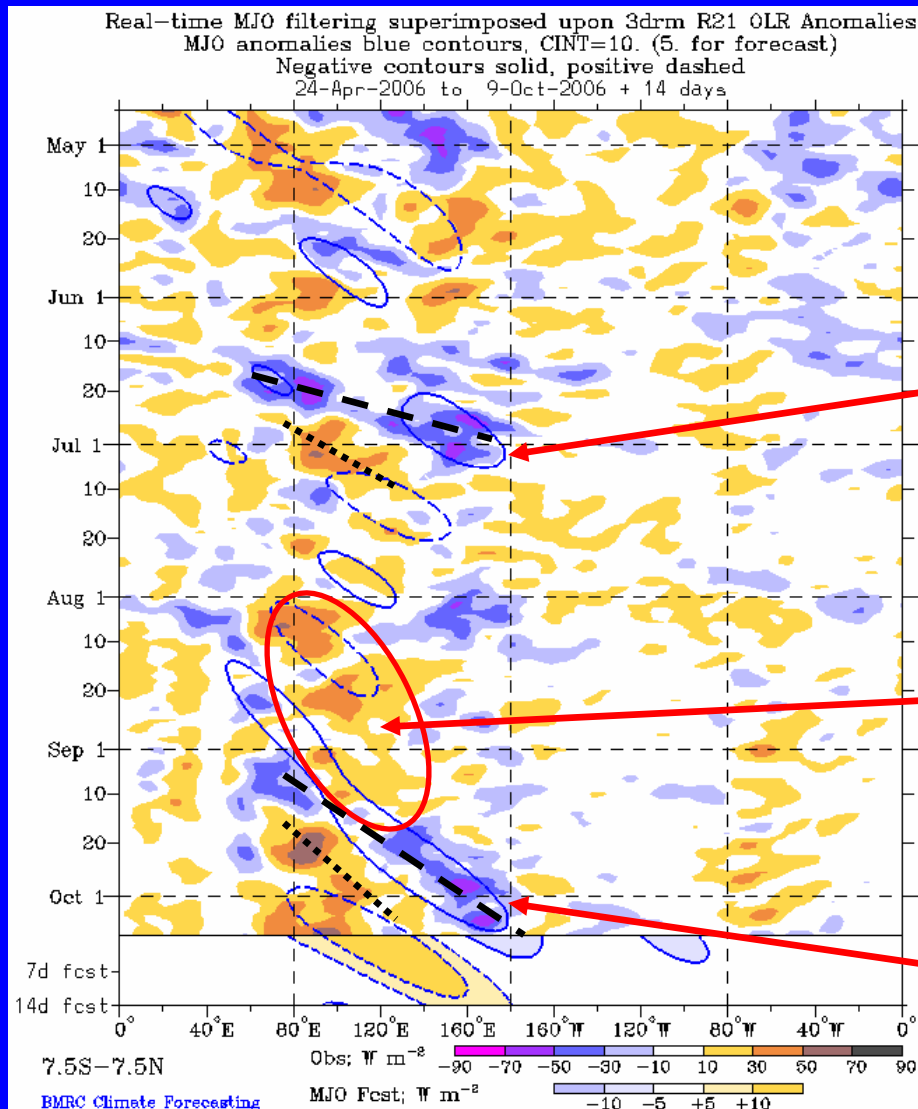 Real-time MJO filtering superimposed upon 3drm R21 OLR Anomalies
MJO anomalies blue contours, CINT=10. (5. for forecast)
Negative contours solid, positive dashed
24-Apr-2006 to 9-Oct-2006 + 14 days
May 1
10
20
Jun 1
10
20
Jul 1
10
20
Aug 1
10
20
Sep 1
10
20
Oct 1
7d fcst
14d fcst
0° 40°E 80°E 120°E 160°E 160°W 120°W 80°W 40°W 0°
7.5S-7.5N
Obs; W m⁻²
-90 -70 -50 -30 -10 10 30 50 70 90
BMRC Climate Forecasting
MJO Fcst; W m⁻²
-10 -5 +5 +10